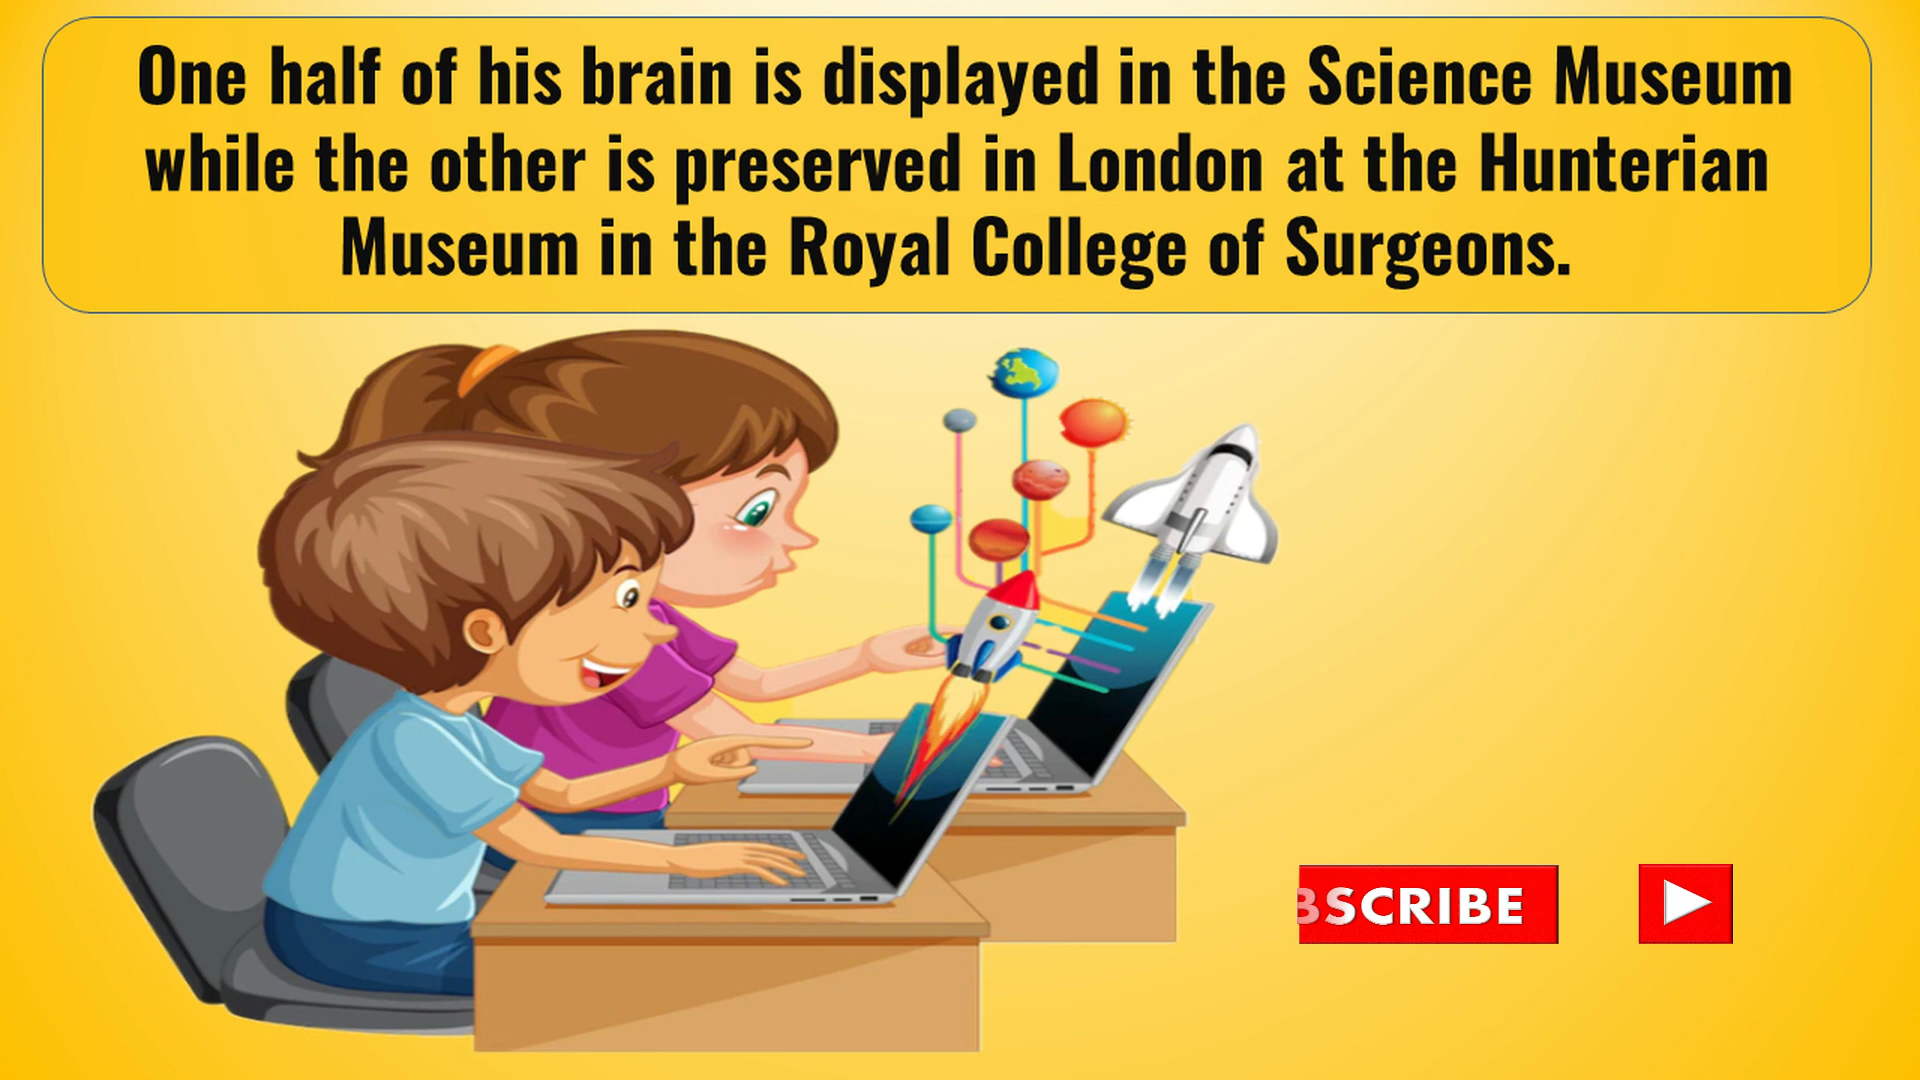 One half of his brain is displayed in the Science Museum
while the other is preserved in London at the Hunterian
Museum in the Royal College of Surgeons.
BSCRIBE